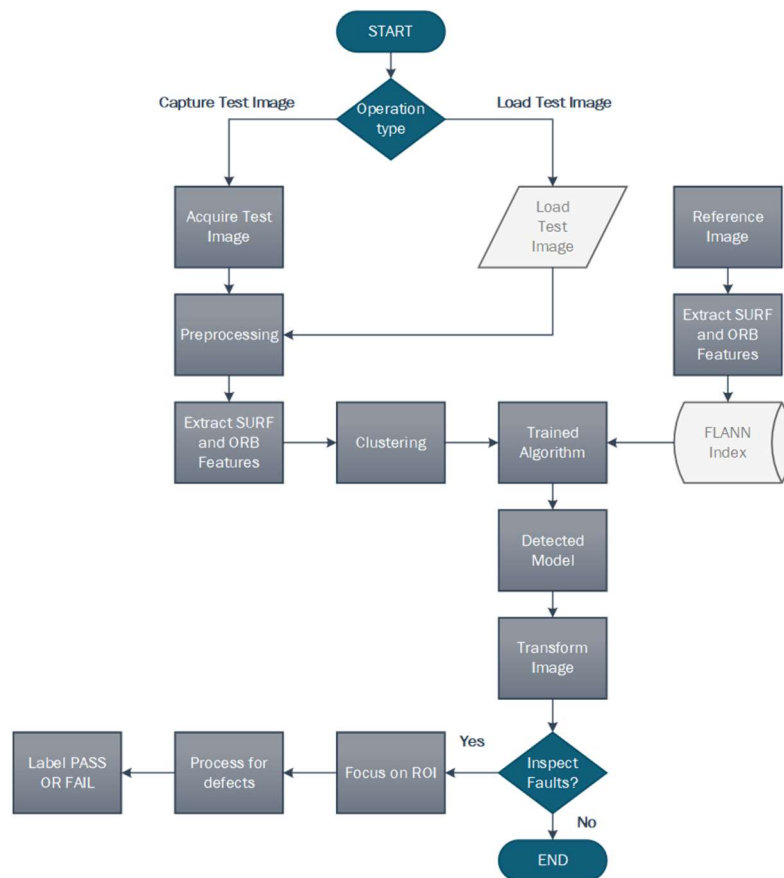 START
Capture Test Image
Operation
type
Load Test Image
Acquire Test
Image
Load
Test
Image
Reference
Image
Preprocessing
Extract SURF
and ORB
Features
Extract SURF
and ORB
Features
Clustering
Trained
Algorithm
FLANN
Index
Detected
Model
Transform
Image
Label PASS
OR FAIL
Process for
defects
Focus on ROI
Yes
Inspect
Faults?
No
END